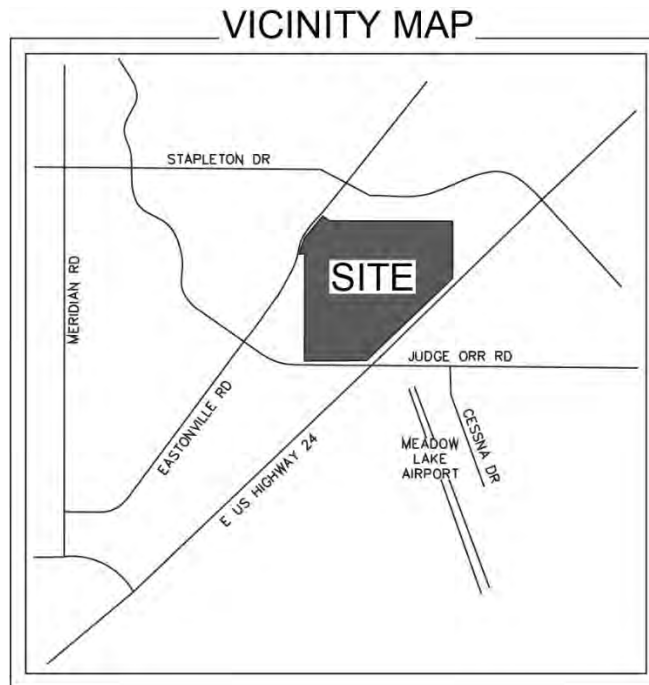 VICINITY MAP
STAPLETON DR
MERIDIAN RD
SITE
JUDGE ORR RD
EASTONVILLE RD
E US HIGHWAY 24
CESSNA DR
MEADOW
LAKE
AIRPORT